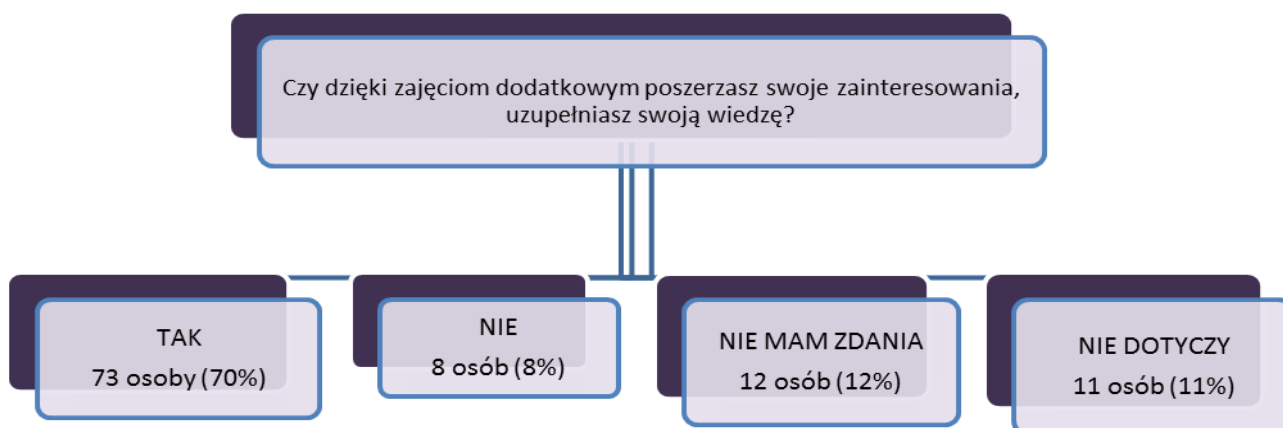 Czy dzięki zajęciom dodatkowym poszerzasz swoje zainteresowania,
uzupełniasz swoją wiedzę?
TAK
73 osoby (70%)
NIE
8 osób (8%)
NIE MAM ZDANIA
12 osób (12%)
NIE DOTYCZY
11 osób (11%)